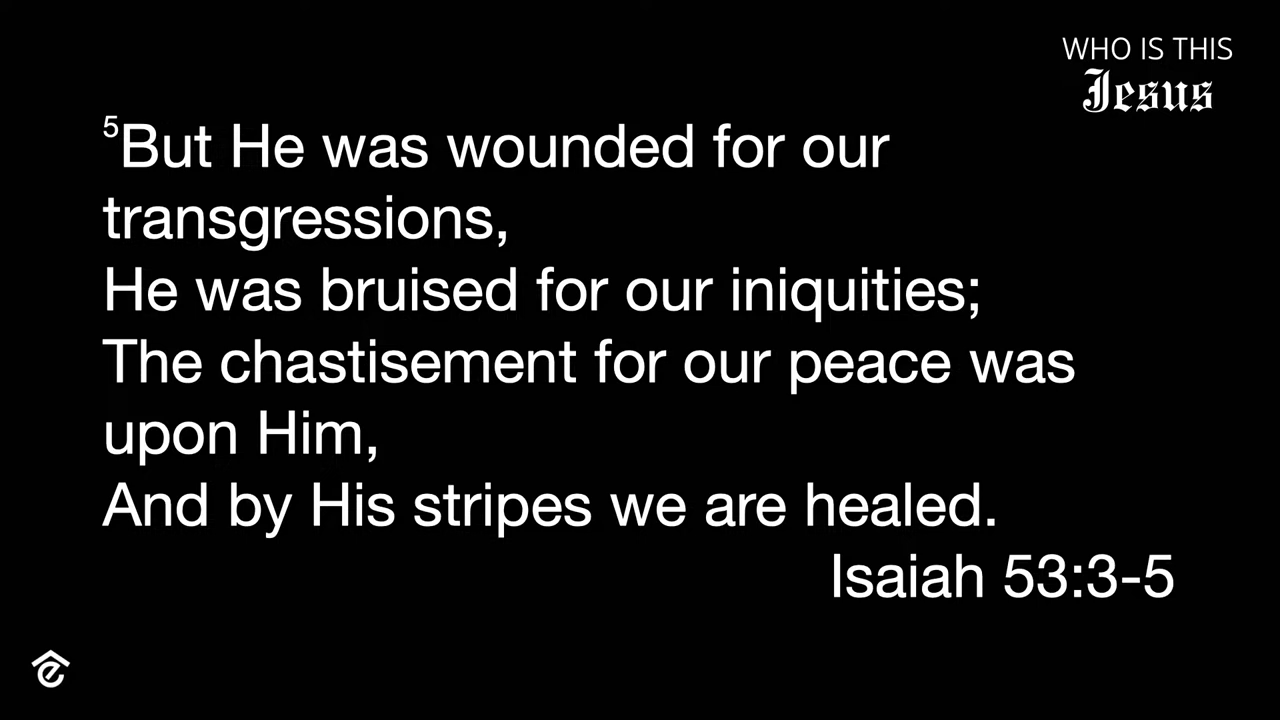 WHO IS THIS
Jesus
⁵But He was wounded for our
transgressions,
He was bruised for our iniquities;
The chastisement for our peace was
upon Him,
And by His stripes we are healed.
Isaiah 53:3-5
e